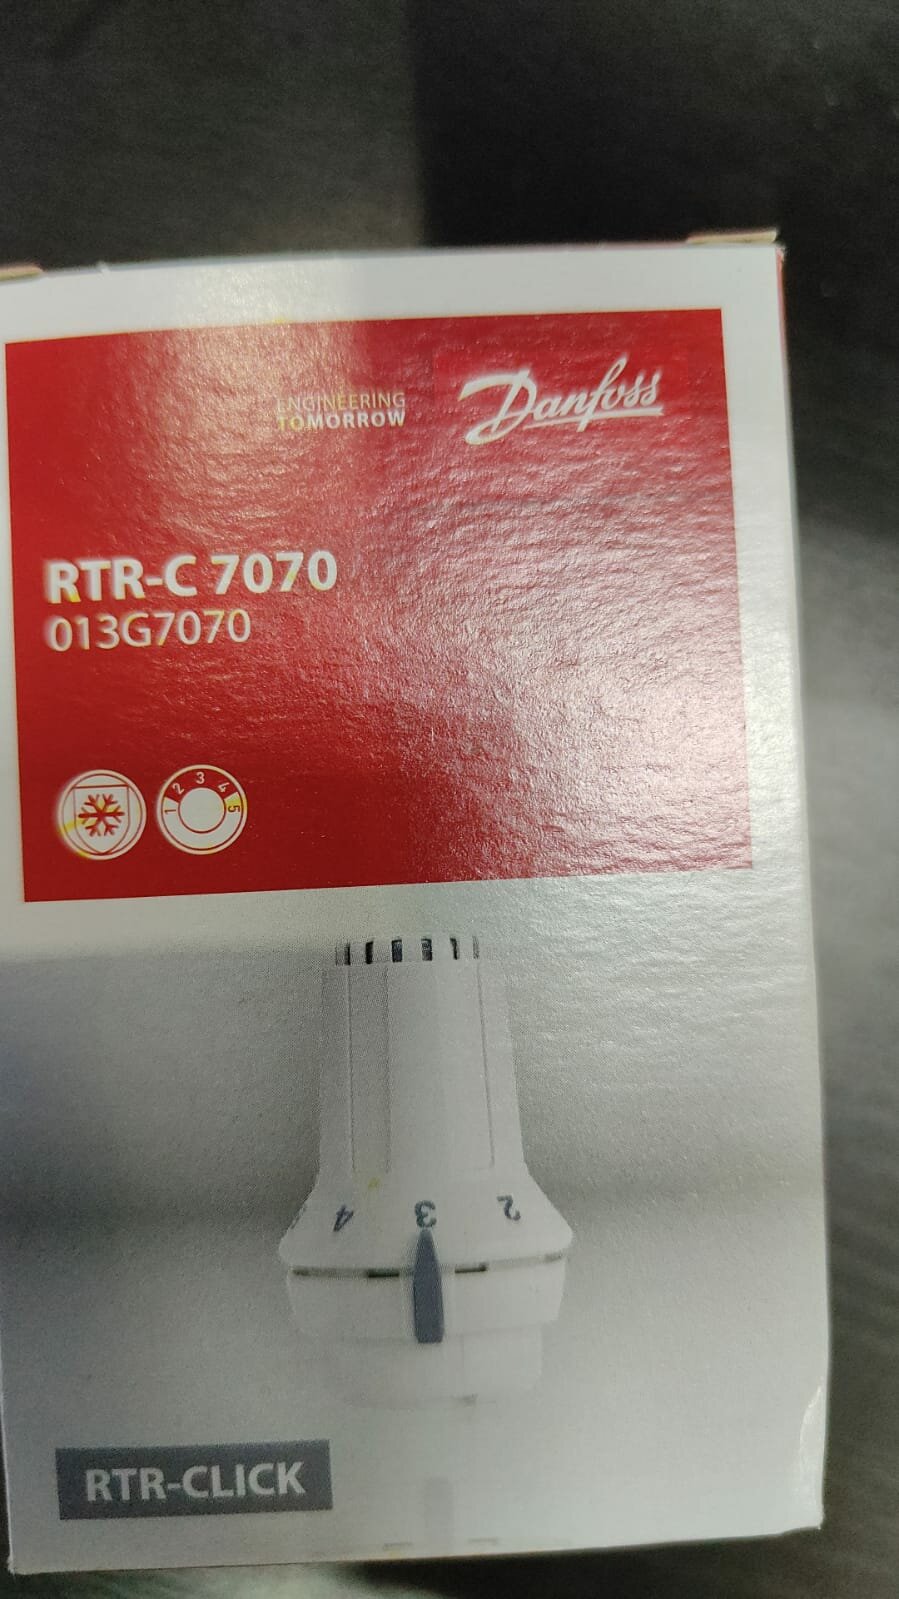 ENGINEERING
TOMORROW
Danfoss
RTR-C 7070
013G7070
1 2 3 4 5
4 3 2
RTR-CLICK